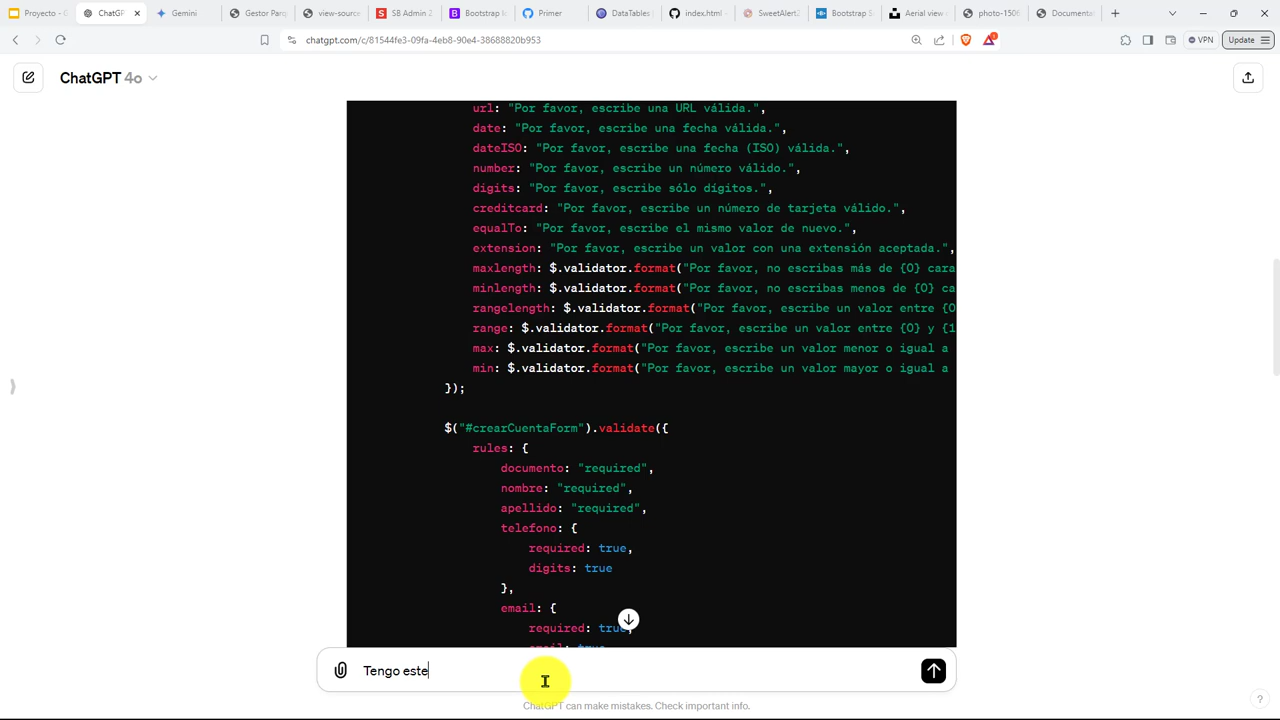 Proyecto - G
ChatGPT
Gemini
Gestor Parq
view-source
SB Admin 2
Bootstrap Ic
Primer
DataTables
index.html -
SweetAlert2
Bootstrap S
Aerial view
photo-1506
Documental
chatgpt.com/c/81544fe3-09fa-4eb8-90e4-38688820b953
VPN
Update
ChatGPT 4o
url: "Por favor, escribe una URL válida.",
date: "Por favor, escribe una fecha válida.",
dateISO: "Por favor, escribe una fecha (ISO) válida.",
number: "Por favor, escribe un número válido.",
digits: "Por favor, escribe sólo dígitos.",
creditcard: "Por favor, escribe un número de tarjeta válido.",
equalTo: "Por favor, escribe el mismo valor de nuevo.",
extension: "Por favor, escribe un valor con una extensión aceptada.",
maxlength: $.validator.format("Por favor, no escribas más de {0} cara
minlength: $.validator.format("Por favor, no escribas menos de {0} ca
rangelength: $.validator.format("Por favor, escribe un valor entre {0
range: $.validator.format("Por favor, escribe un valor entre {0} y {1
max: $.validator.format("Por favor, escribe un valor menor o igual a
min: $.validator.format("Por favor, escribe un valor mayor o igual a
});
$("#crearCuentaForm").validate({
rules: {
documento: "required",
nombre: "required",
apellido: "required",
telefono: {
required: true,
digits: true
},
email: {
required: true,
email: true
Tengo este
ChatGPT can make mistakes. Check important info.
?